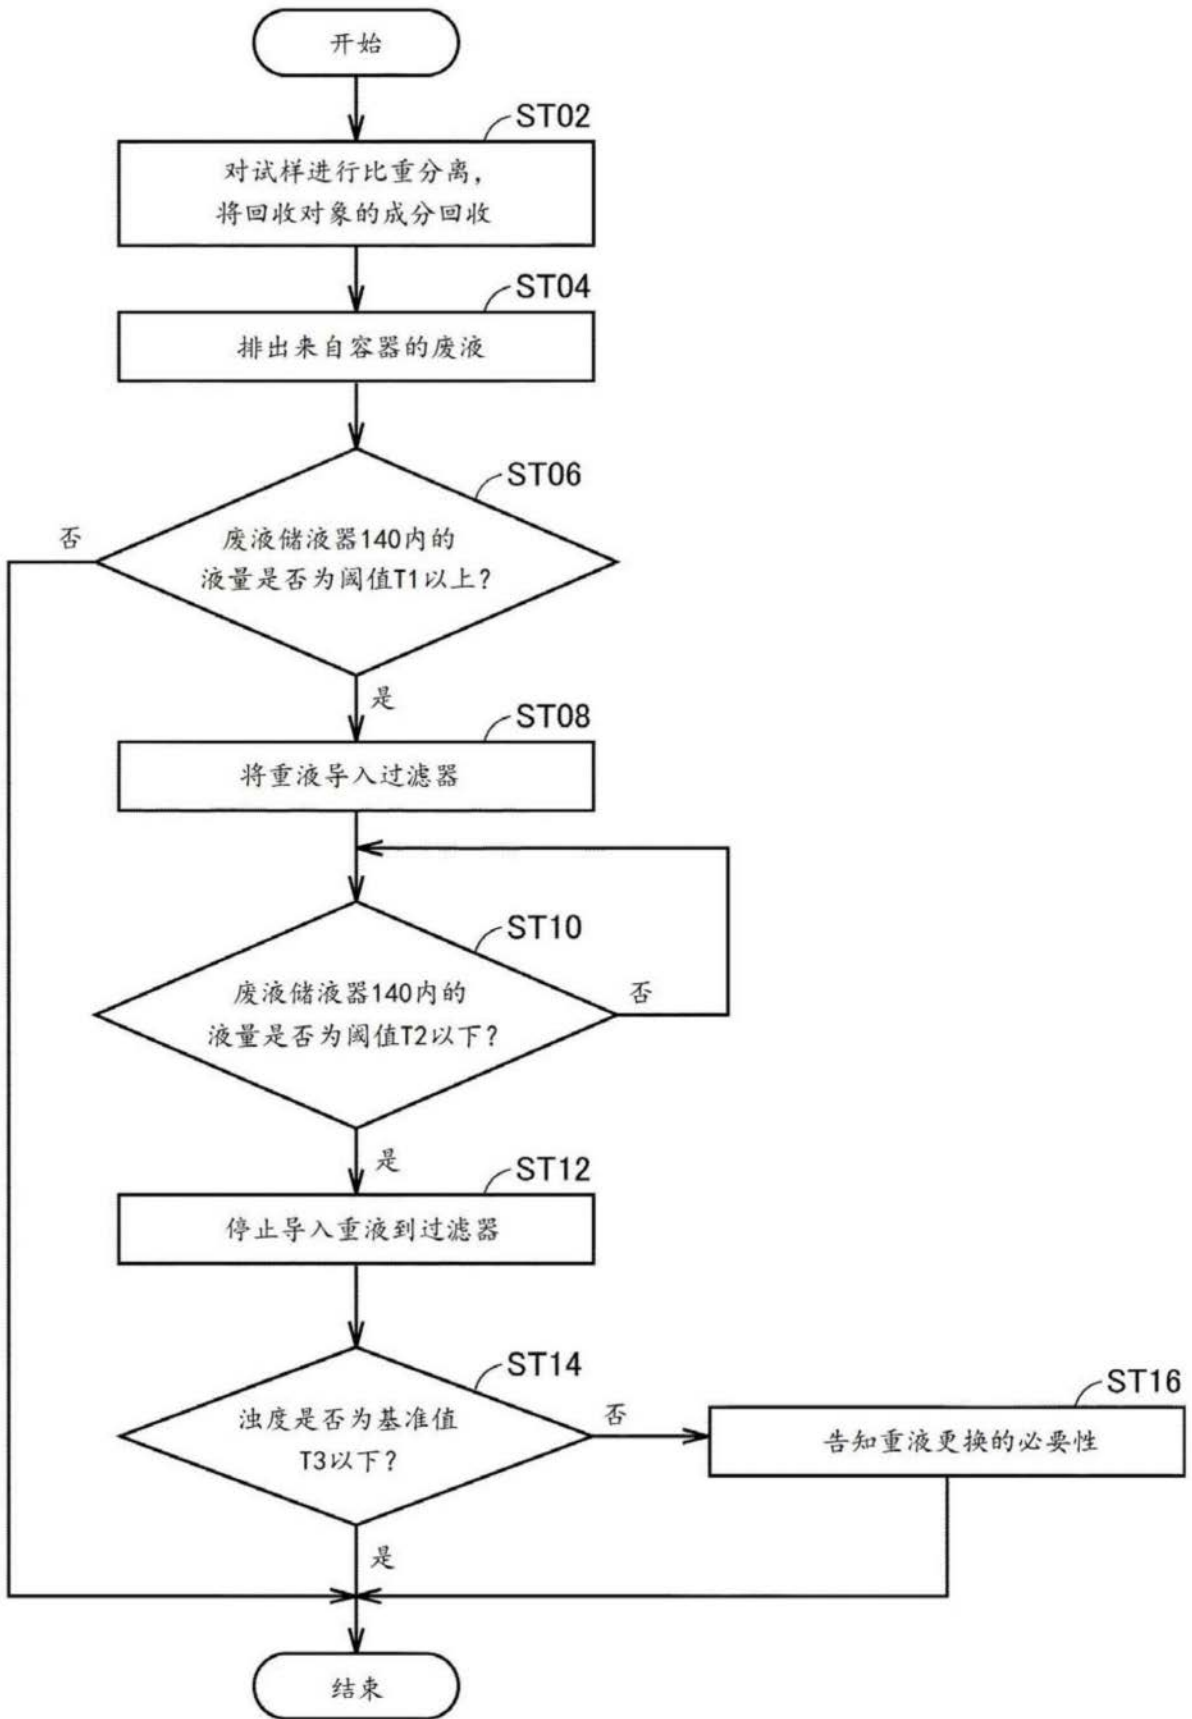 开始
ST02
对试样进行比重分离，
将回收对象的成分回收
ST04
排出来自容器的废液
ST06
否
废液储液器140内的
液量是否为阈值T1以上？
是
ST08
将重液导入过滤器
ST10
废液储液器140内的
否
液量是否为阈值T2以下？
是
ST12
停止导入重液到过滤器
ST14
ST16
浊度是否为基准值
否
T3以下？
告知重液更换的必要性
是
结束